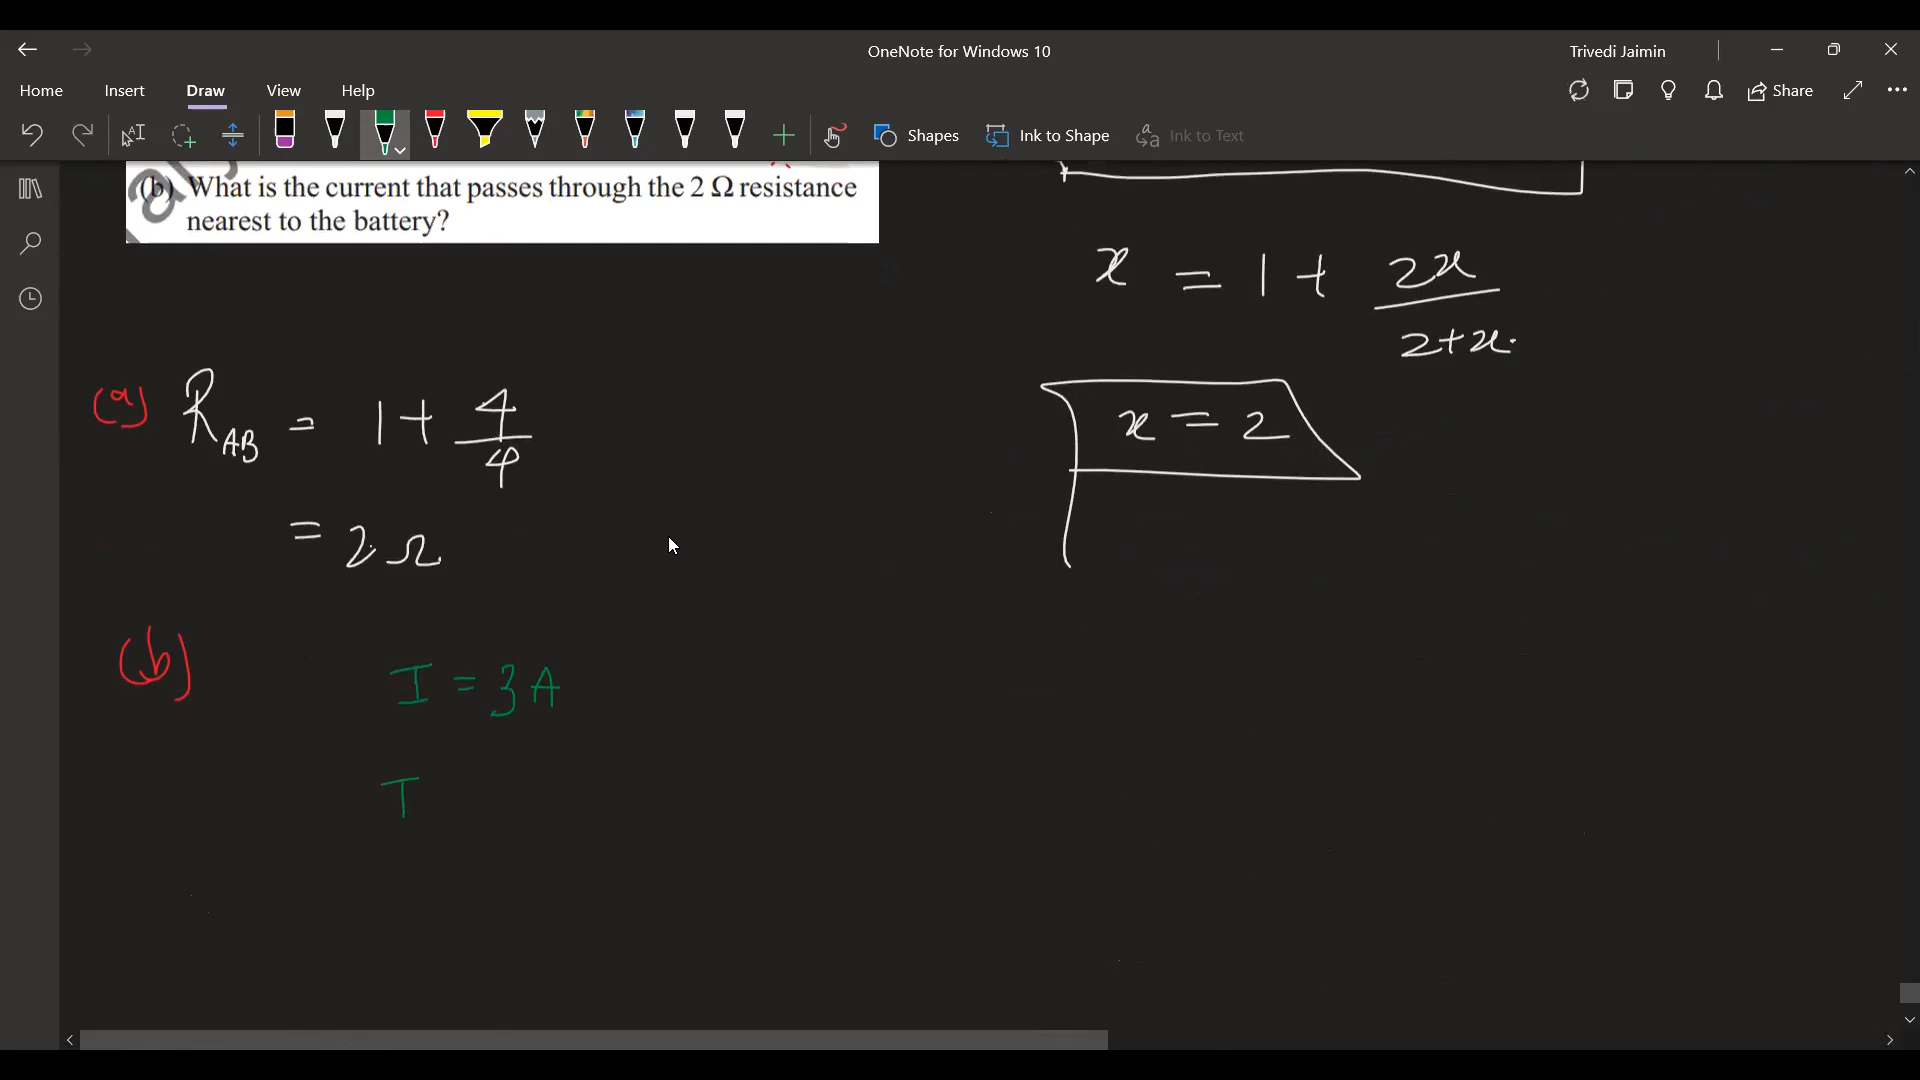 OneNote for Windows 10
Trivedi Jaimin
Home Insert Draw View Help
Share
Shapes Ink to Shape Ink to Text
(b) What is the current that passes through the 2 Ω resistance
nearest to the battery?
(a) R_AB = 1 + 4/4
= 2 Ω
(b) I = 3 A
I
x = 1 + 2x/(2+x)
x = 2